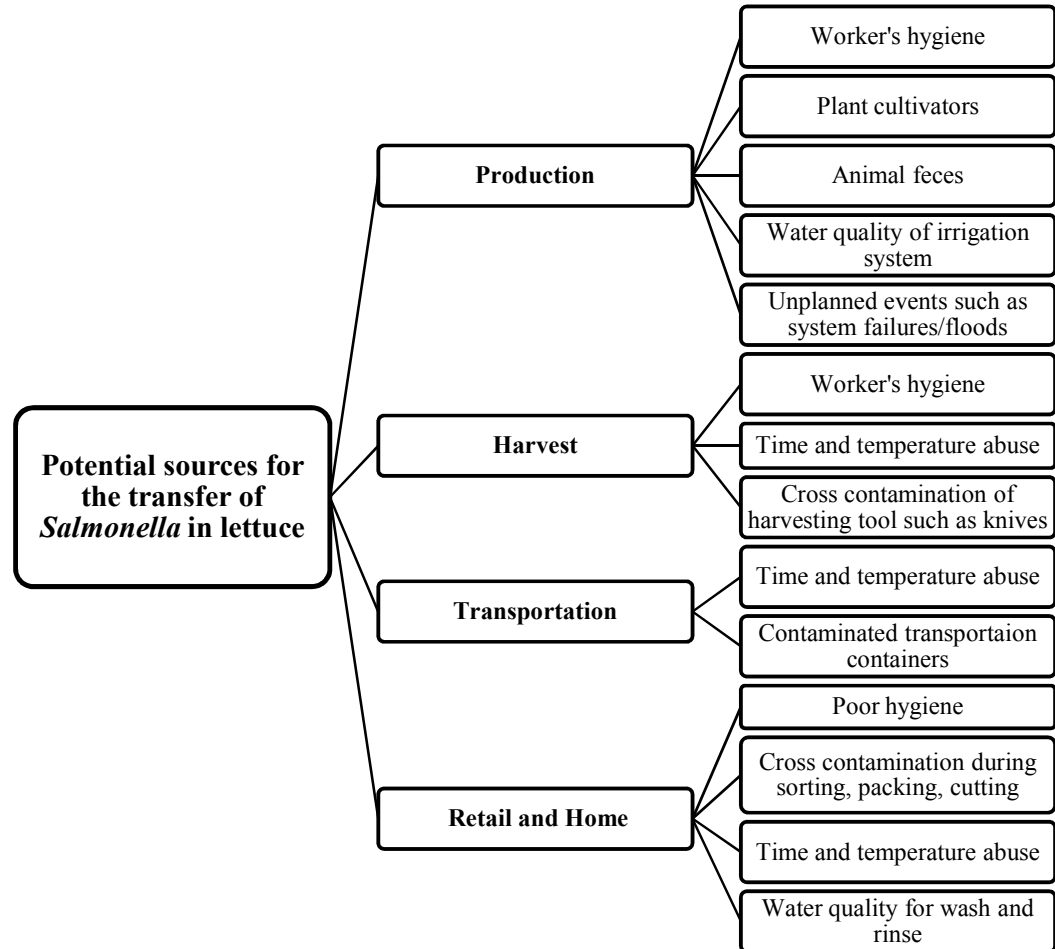 Potential sources for
the transfer of
Salmonella in lettuce
Production
Worker's hygiene
Plant cultivators
Animal feces
Water quality of irrigation
system
Unplanned events such as
system failures/floods
Harvest
Worker's hygiene
Time and temperature abuse
Cross contamination of
harvesting tool such as knives
Transportation
Time and temperature abuse
Contaminated transportaion
containers
Retail and Home
Poor hygiene
Cross contamination during
sorting, packing, cutting
Time and temperature abuse
Water quality for wash and
rinse